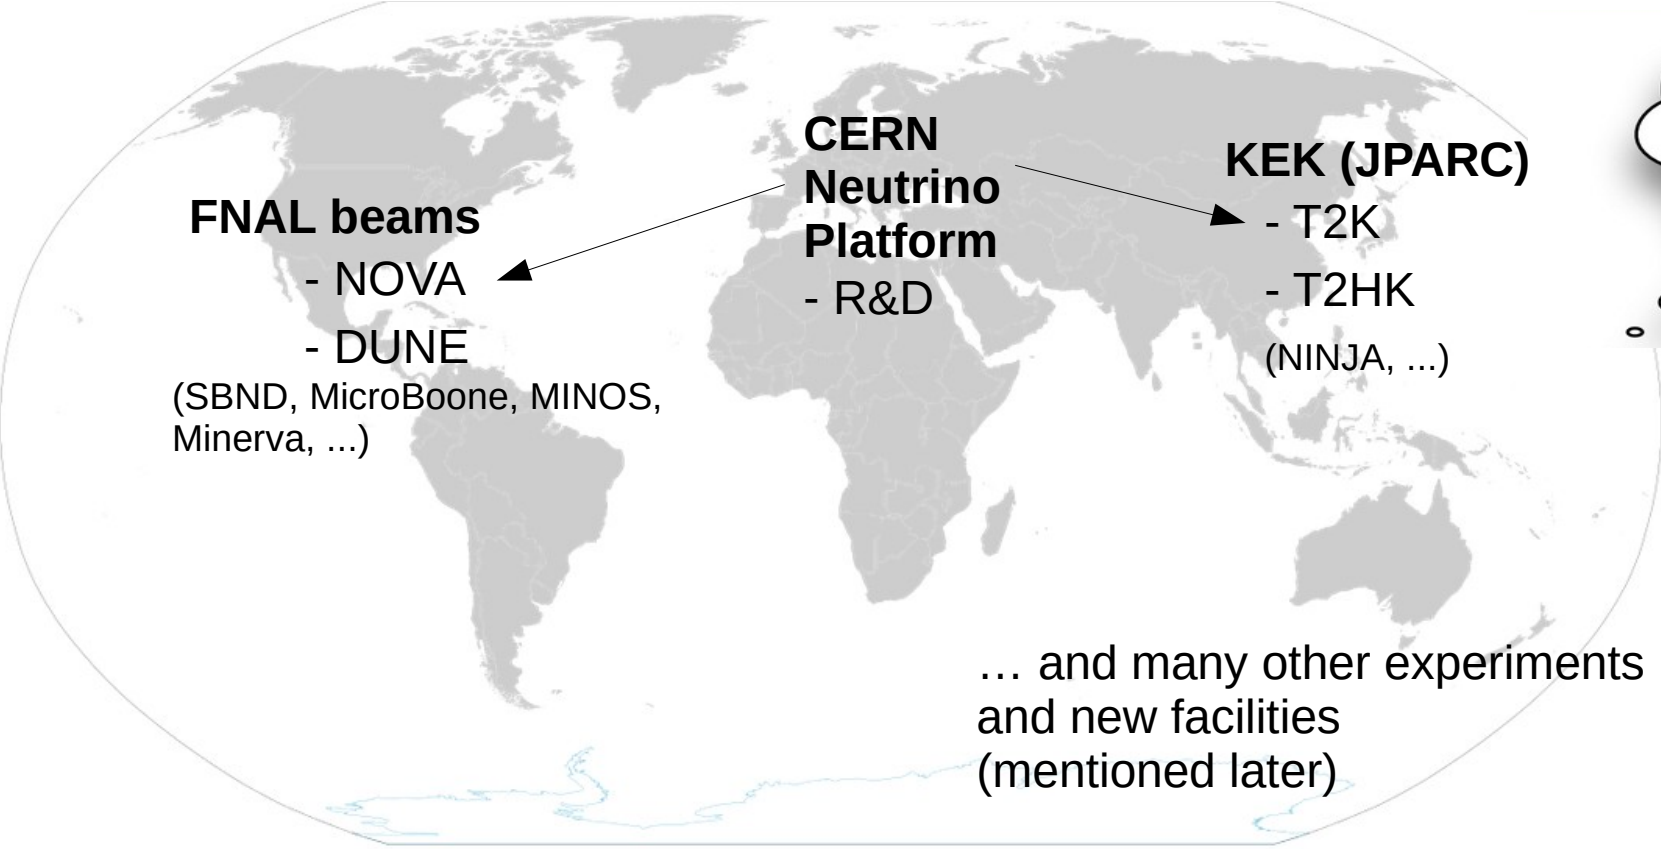 CERN
Neutrino
Platform
- R&D
KEK (JPARC)
- T2K
- T2HK
(NINJA, ...)
FNAL beams
- NOVA
- DUNE
(SBND, MicroBoone, MINOS,
Minerva, ...)
… and many other experiments
and new facilities
(mentioned later)